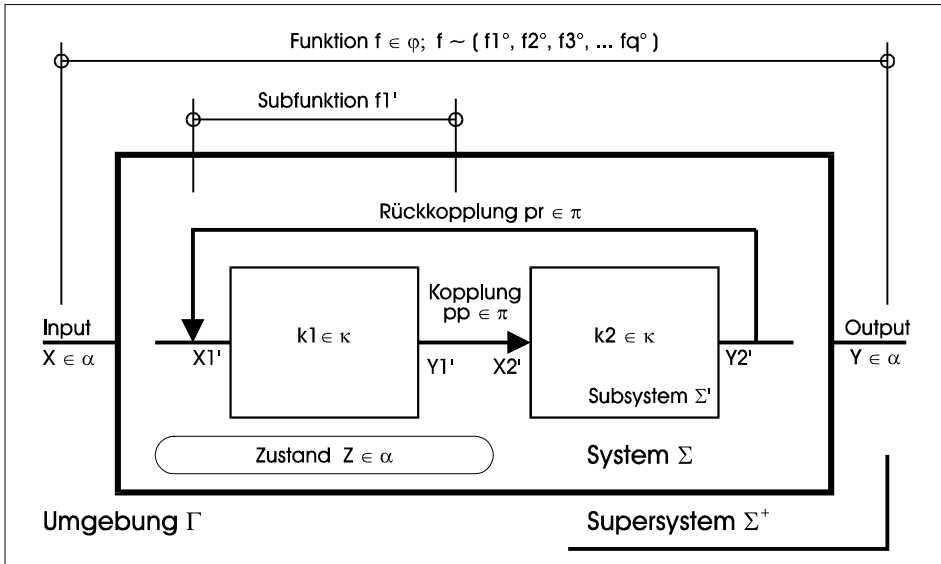 Funktion f ∈ φ; f ~ ( f1°, f2°, f3°, ... fq° )
Subfunktion f1'
Rückkopplung pr ∈ π
Input
X ∈ α
k1 ∈ κ
Kopplung
pp ∈ π
k2 ∈ κ
Output
Y ∈ α
X1'
Y1'
X2'
Y2'
Subsystem Σ'
Zustand Z ∈ α
System Σ
Umgebung Γ
Supersystem Σ⁺